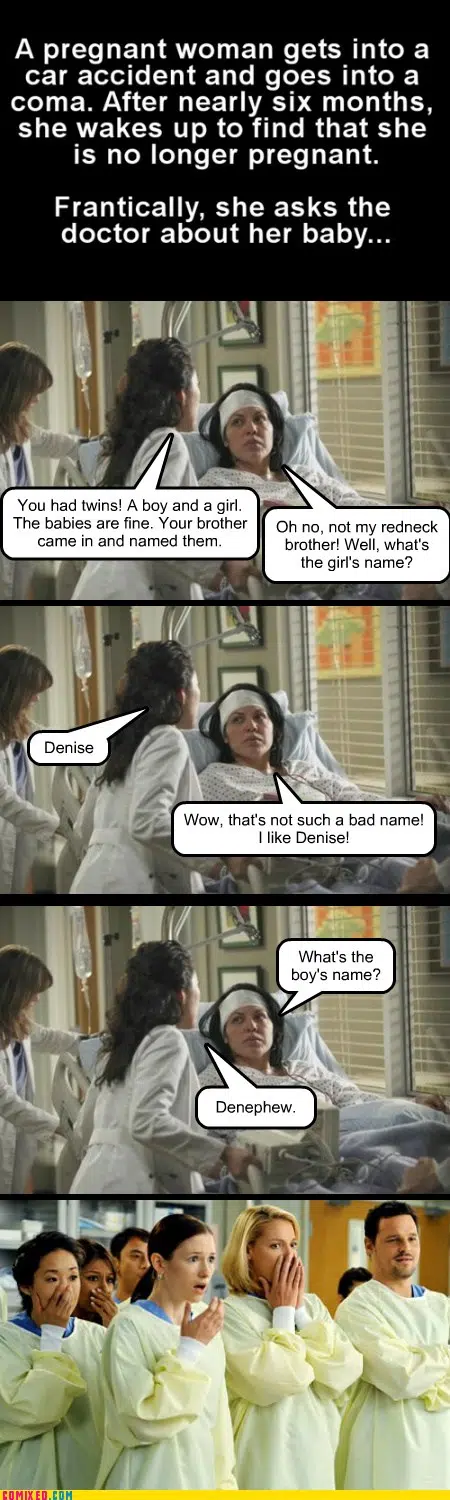 A pregnant woman gets into a
car accident and goes into a
coma. After nearly six months,
she wakes up to find that she
is no longer pregnant.
Frantically, she asks the
doctor about her baby...
You had twins! A boy and a girl.
The babies are fine. Your brother
came in and named them.
Oh no, not my redneck
brother! Well, what's
the girl's name?
Denise
Wow, that's not such a bad name!
I like Denise!
What's the
boy's name?
Denephew.
COMIXED.COM